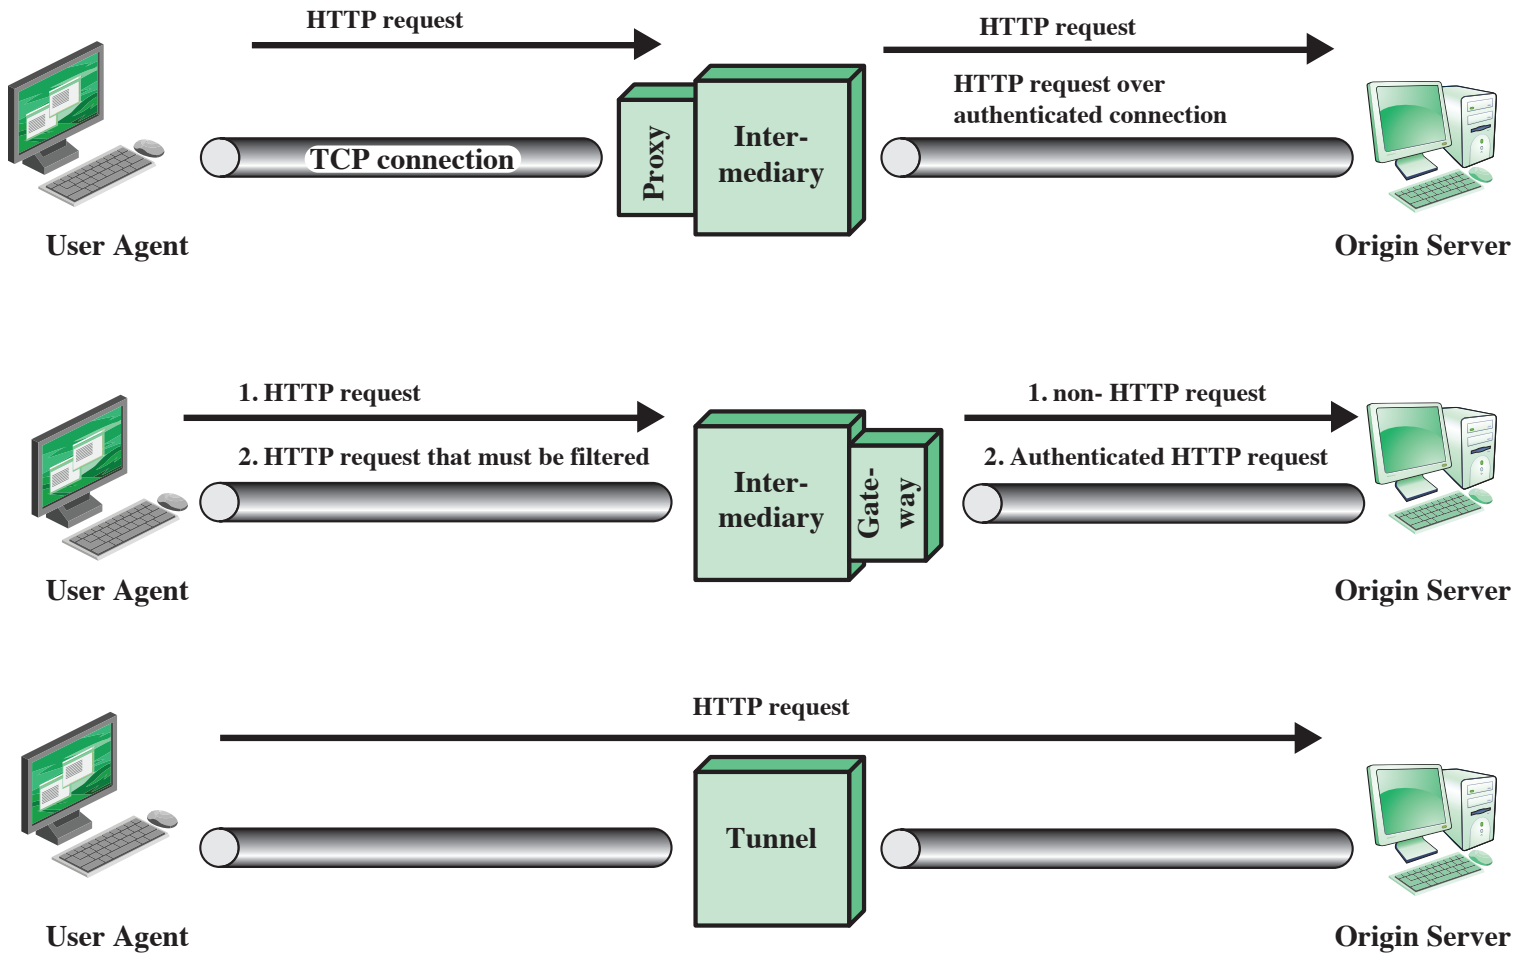 HTTP request
HTTP request
HTTP request over
authenticated connection
TCP connection
Proxy
Inter-
mediary
User Agent
Origin Server
1. HTTP request
1. non- HTTP request
2. HTTP request that must be filtered
2. Authenticated HTTP request
Inter-
mediary
Gate-
way
User Agent
Origin Server
HTTP request
Tunnel
User Agent
Origin Server